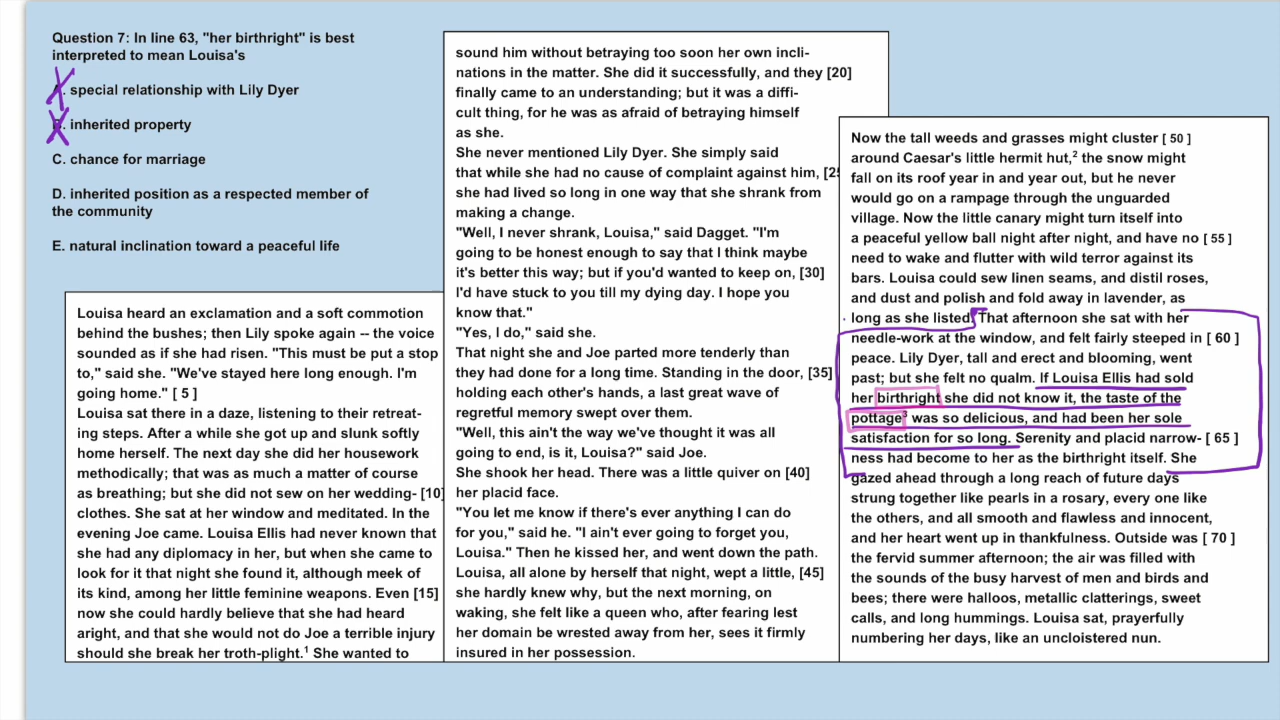 Question 7: In line 63, "her birthright" is best
interpreted to mean Louisa's
A. special relationship with Lily Dyer
B. inherited property
C. chance for marriage
D. inherited position as a respected member of
the community
E. natural inclination toward a peaceful life
Louisa heard an exclamation and a soft commotion
behind the bushes; then Lily spoke again -- the voice
sounded as if she had risen. "This must be put a stop
to," said she. "We've stayed here long enough. I'm
going home." [ 5 ]
Louisa sat there in a daze, listening to their retreat-
ing steps. After a while she got up and slunk softly
home herself. The next day she did her housework
methodically; that was as much a matter of course
as breathing; but she did not sew on her wedding- [10]
clothes. She sat at her window and meditated. In the
evening Joe came. Louisa Ellis had never known that
she had any diplomacy in her, but when she came to
look for it that night she found it, although meek of
its kind, among her little feminine weapons. Even [15]
now she could hardly believe that she had heard
aright, and that she would not do Joe a terrible injury
should she break her troth-plight.¹ She wanted to
sound him without betraying too soon her own incli-
nations in the matter. She did it successfully, and they [20]
finally came to an understanding; but it was a diffi-
cult thing, for he was as afraid of betraying himself
as she.
She never mentioned Lily Dyer. She simply said
that while she had no cause of complaint against him, [25
she had lived so long in one way that she shrank from
making a change.
"Well, I never shrank, Louisa," said Dagget. "I'm
going to be honest enough to say that I think maybe
it's better this way; but if you'd wanted to keep on, [30]
I'd have stuck to you till my dying day. I hope you
know that."
"Yes, I do," said she.
That night she and Joe parted more tenderly than
they had done for a long time. Standing in the door, [35]
holding each other's hands, a last great wave of
regretful memory swept over them.
"Well, this ain't the way we've thought it was all
going to end, is it, Louisa?" said Joe.
She shook her head. There was a little quiver on [40]
her placid face.
"You let me know if there's ever anything I can do
for you," said he. "I ain't ever going to forget you,
Louisa." Then he kissed her, and went down the path.
Louisa, all alone by herself that night, wept a little, [45]
she hardly knew why, but the next morning, on
waking, she felt like a queen who, after fearing lest
her domain be wrested away from her, sees it firmly
insured in her possession.
Now the tall weeds and grasses might cluster [ 50 ]
around Caesar's little hermit hut,² the snow might
fall on its roof year in and year out, but he never
would go on a rampage through the unguarded
village. Now the little canary might turn itself into
a peaceful yellow ball night after night, and have no [ 55 ]
need to wake and flutter with wild terror against its
bars. Louisa could sew linen seams, and distil roses,
and dust and polish and fold away in lavender, as
long as she listed. That afternoon she sat with her
needle-work at the window, and felt fairly steeped in [ 60 ]
peace. Lily Dyer, tall and erect and blooming, went
past; but she felt no qualm. If Louisa Ellis had sold
her birthright she did not know it, the taste of the
pottage³ was so delicious, and had been her sole
satisfaction for so long. Serenity and placid narrow- [ 65 ]
ness had become to her as the birthright itself. She
gazed ahead through a long reach of future days
strung together like pearls in a rosary, every one like
the others, and all smooth and flawless and innocent,
and her heart went up in thankfulness. Outside was [ 70 ]
the fervid summer afternoon; the air was filled with
the sounds of the busy harvest of men and birds and
bees; there were halloos, metallic clatterings, sweet
calls, and long hummings. Louisa sat, prayerfully
numbering her days, like an uncloistered nun.